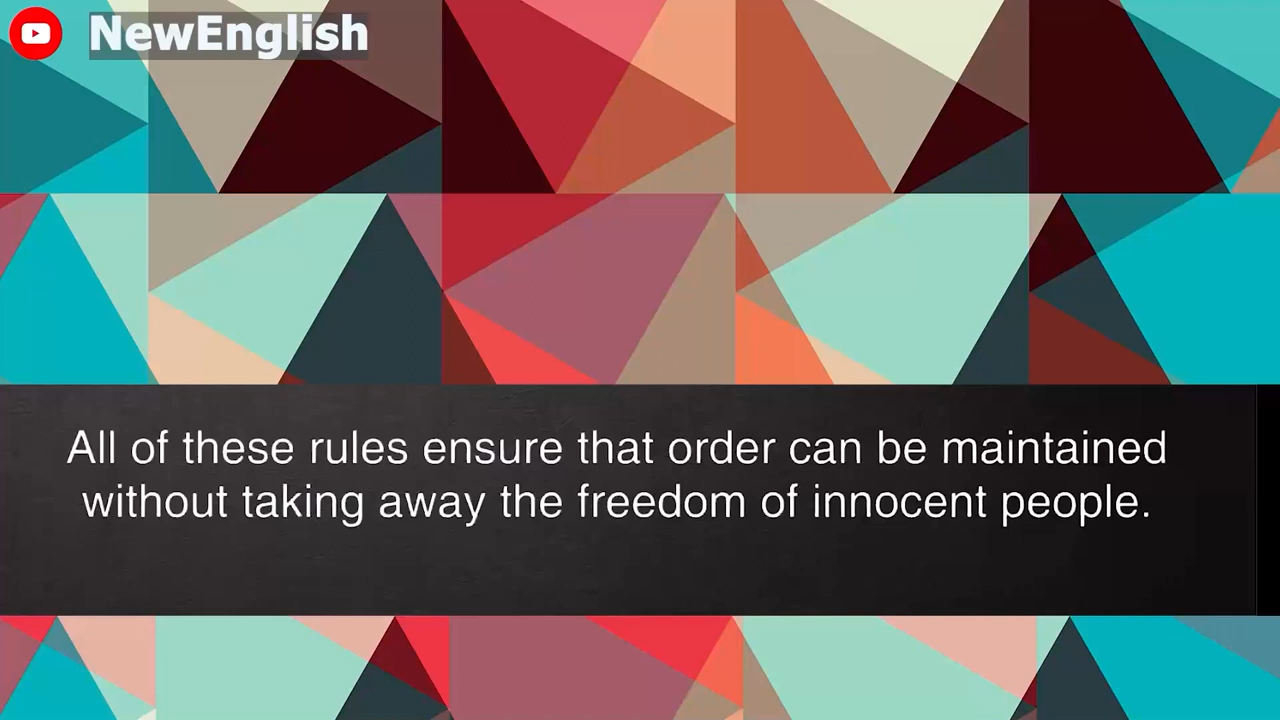 NewEnglish
All of these rules ensure that order can be maintained
without taking away the freedom of innocent people.